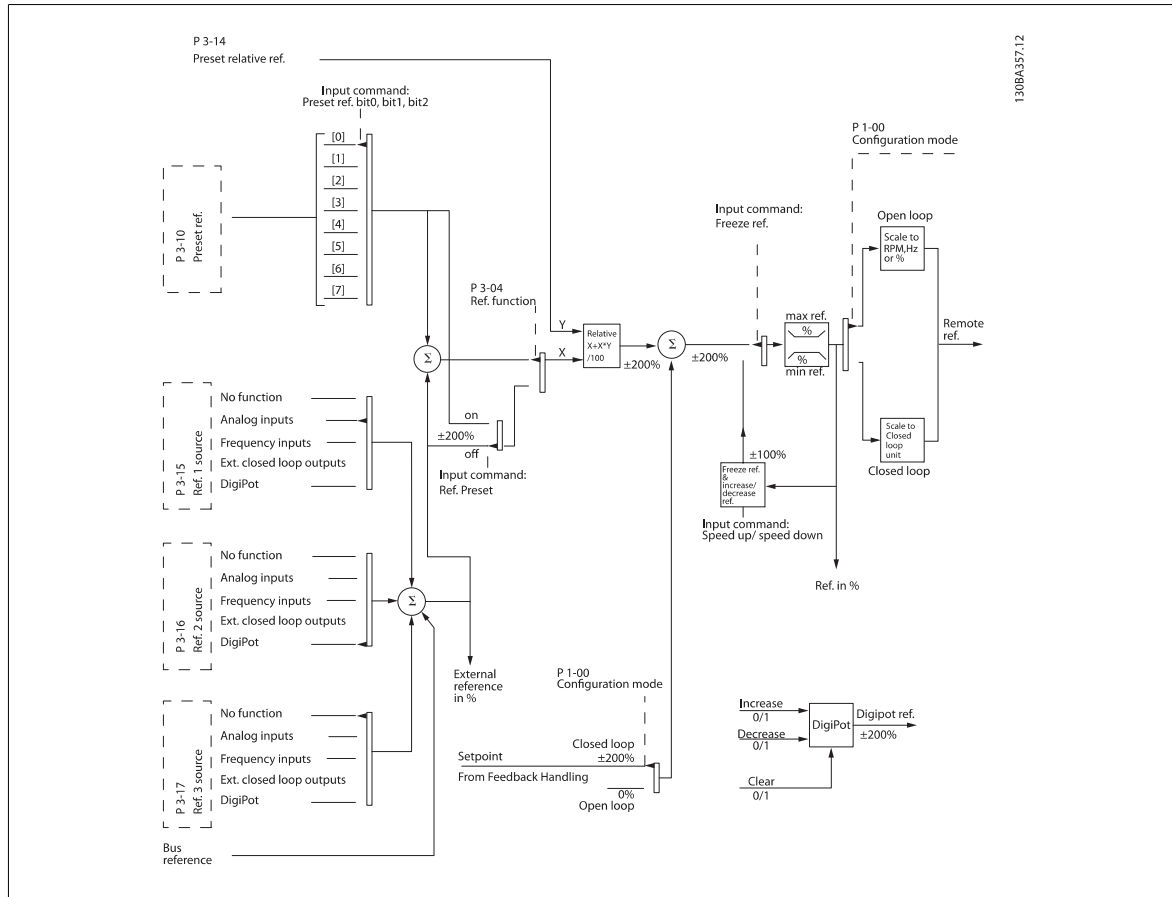 P 3-14
Preset relative ref.
130BA357.12
Input command:
Preset ref. bit0, bit1, bit2
P 1-00
Configuration mode
[0]
[1]
[2]
[3]
[4]
[5]
[6]
[7]
P 3-10
Preset ref.
Input command:
Freeze ref.
Open loop
Scale to
RPM,Hz
or %
P 3-04
Ref. function
max ref.
%
%
min ref.
Remote
ref.
Y
X
Relative
X+X*Y
/100
±200%
Σ
±200%
Σ
on
±200%
off
Input command:
Ref. Preset
Scale to
Closed
loop
unit
Closed loop
±100%
Freeze ref.
&
increase/
decrease
ref.
Input command:
Speed up/ speed down
Ref. in %
P 3-15
Ref. 1 source
No function
Analog inputs
Frequency inputs
Ext. closed loop outputs
DigiPot
P 3-16
Ref. 2 source
No function
Analog inputs
Frequency inputs
Ext. closed loop outputs
DigiPot
Σ
External
reference
in %
P 3-17
Ref. 3 source
No function
Analog inputs
Frequency inputs
Ext. closed loop outputs
DigiPot
Bus
reference
P 1-00
Configuration mode
Closed loop
Setpoint
±200%
From Feedback Handling
0%
Open loop
Increase
0/1
Decrease
0/1
Clear
0/1
DigiPot
Digipot ref.
±200%